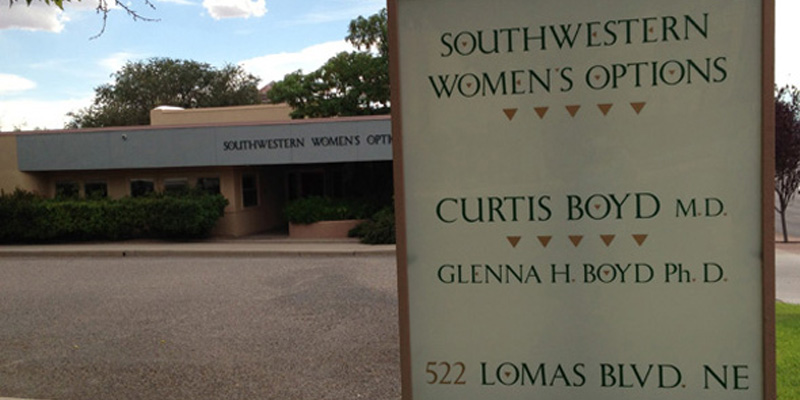 SOUTHWESTERN
WOMEN'S OPTIONS
CURTIS BOYD M.D.
GLENNA H. BOYD Ph. D.
522 LOMAS BLVD. NE
SOUTHWESTERN WOMEN'S